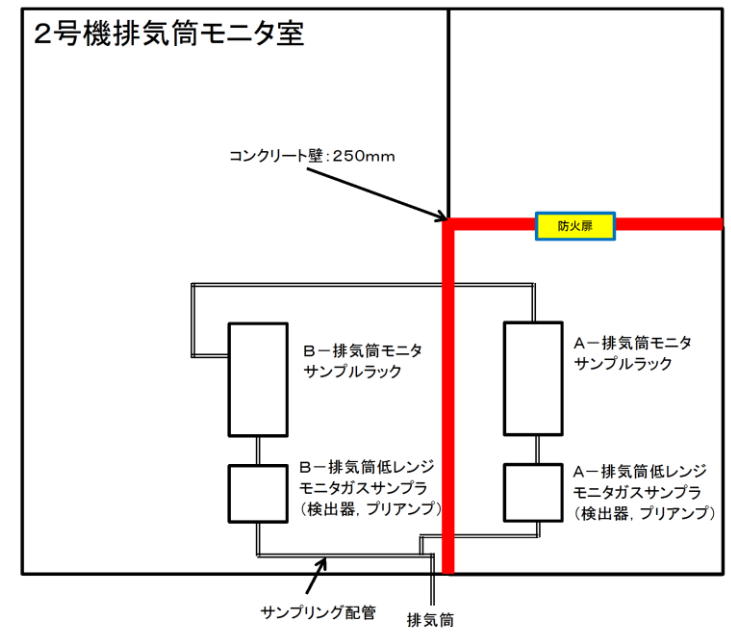 ２号機排気筒モニタ室
コンクリート壁：２５０ｍｍ
防火扉
Ｂ－排気筒モニタ
サンプルラック
Ａ－排気筒モニタ
サンプルラック
Ｂ－排気筒低レンジ
モニタガスサンプラ
（検出器，プリアンプ）
Ａ－排気筒低レンジ
モニタガスサンプラ
（検出器，プリアンプ）
サンプリング配管
排気筒